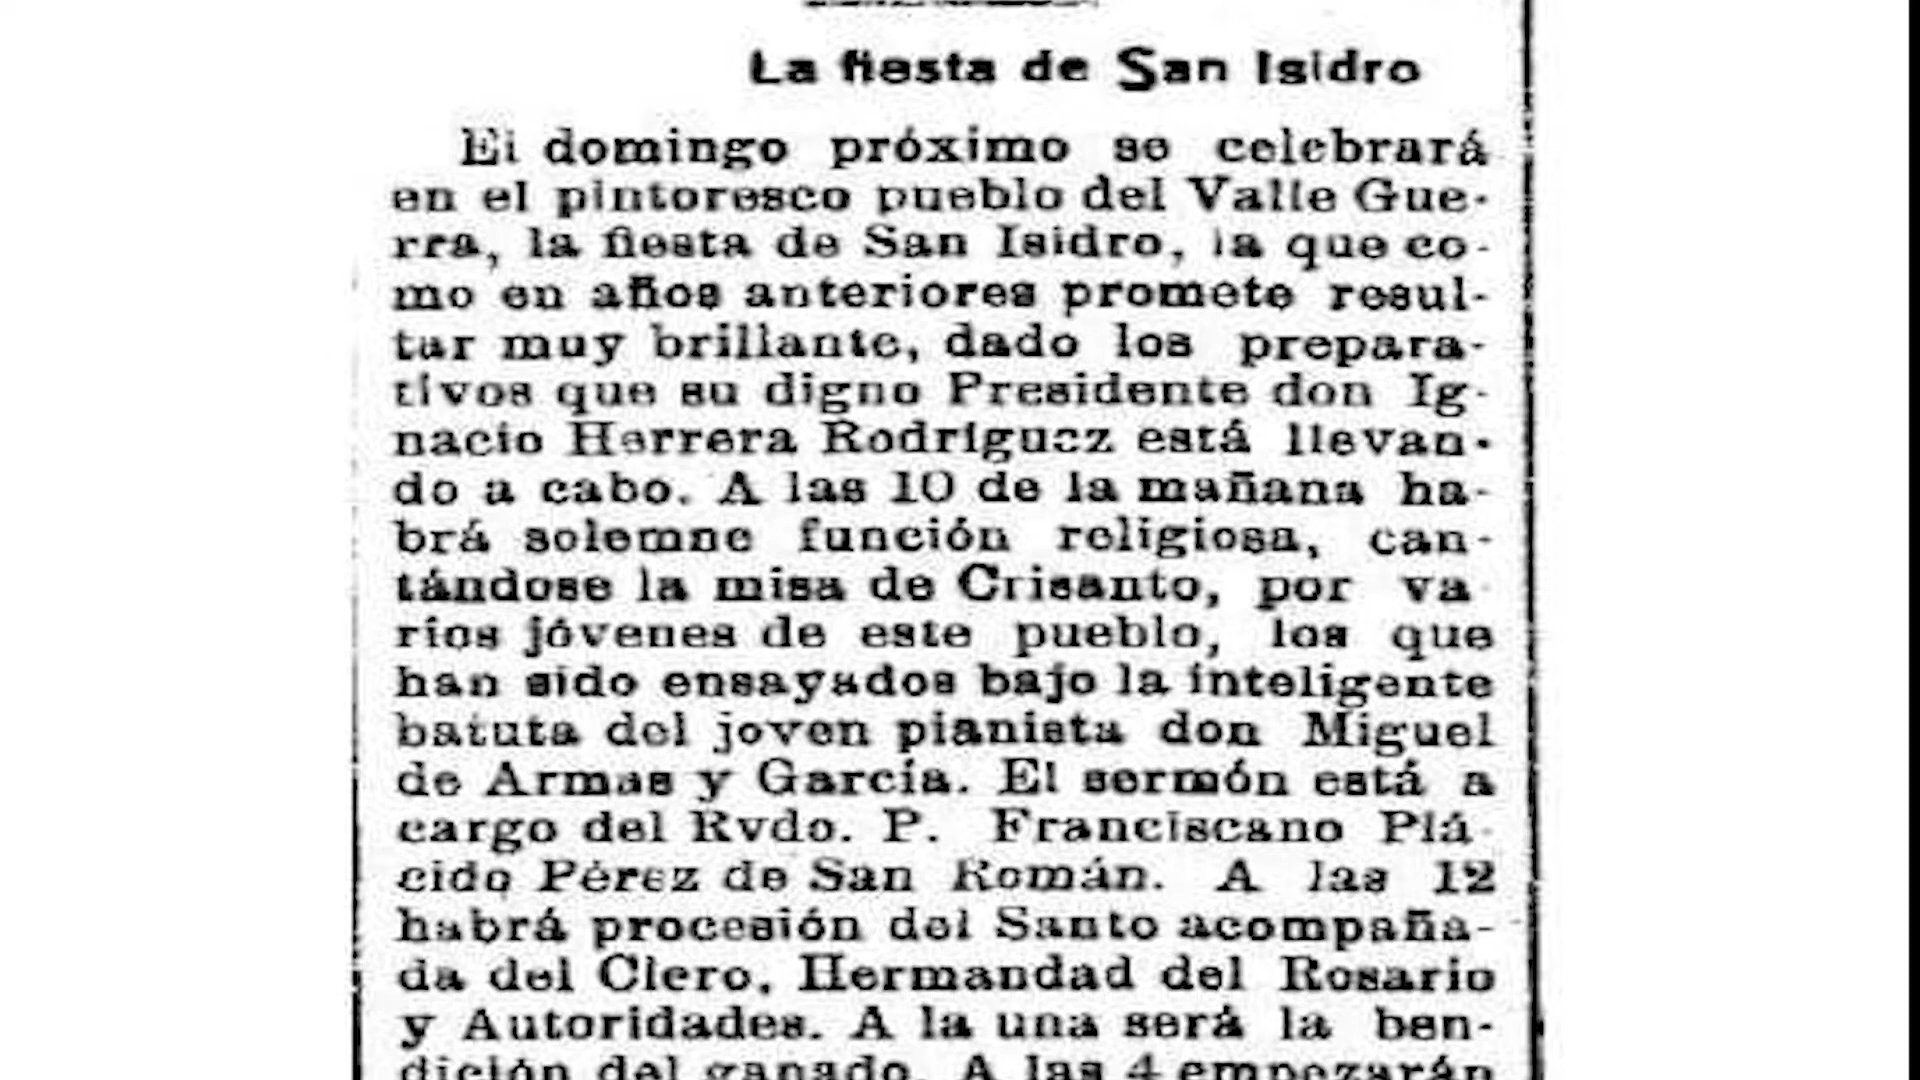 La fiesta de San Isidro
El domingo próximo se celebrará
en el pintoresco pueblo del Valle Gue-
rra, la fiesta de San Isidro, la que co-
mo en años anteriores promete resul-
tar muy brillante, dado los prepara-
tivos que su digno Presidente don Ig-
nacio Herrera Rodríguez está llevan-
do a cabo. A las 10 de la mañana ha-
brá solemne función religiosa, can-
tándose la misa de Crisanto, por va
rios jóvenes de este pueblo, los que
han sido ensayados bajo la inteligente
batuta del joven pianista don Miguel
de Armas y García. El sermón está a
cargo del Rvdo. P. Franciscano Plá-
cido Pérez de San Román. A las 12
habrá procesión del Santo acompaña-
da del Clero, Hermandad del Rosario
y Autoridades. A la una será la ben-
dición del ganado. A las 4 empezarán